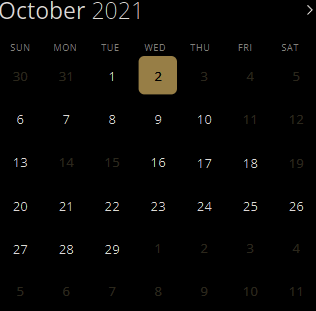 October 2021
SUN MON TUE WED THU FRI SAT
30 31 1 2 3 4 5
6 7 8 9 10 11 12
13 14 15 16 17 18 19
20 21 22 23 24 25 26
27 28 29 1 2 3 4
5 6 7 8 9 10 11